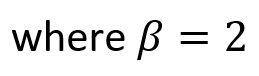 where 𝛽 = 2